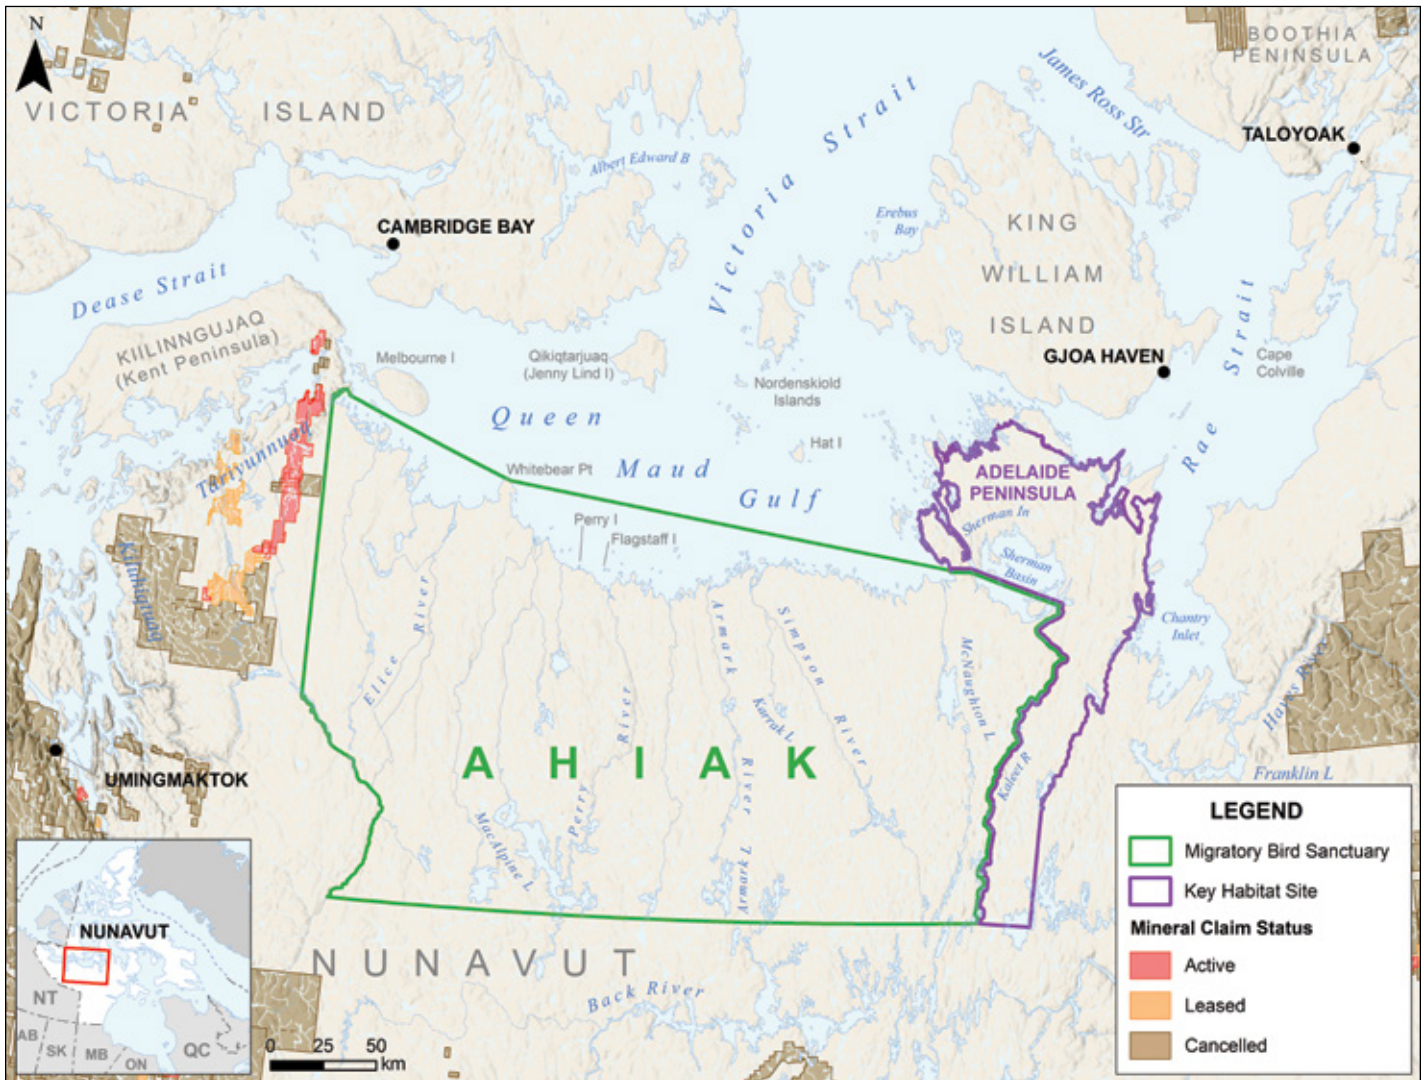 N
VICTORIA ISLAND
BOOTHIA
PENINSULA
James Ross Str
TALOYOAK
Victoria Strait
Albert Edward B
CAMBRIDGE BAY
Erebus
Bay
KING
WILLIAM
ISLAND
GJOA HAVEN
Dease Strait
KIILINNGUJAQ
(Kent Peninsula)
Melbourne I
Qikiqtarjuaq
(Jenny Lind I)
Nordenskiold
Islands
Cape
Colville
Rae Strait
Queen
Maud
Gulf
Hat I
Whitebear Pt
ADELAIDE
PENINSULA
Sherman In
Sherman
Basin
Perry I
Flagstaff I
Chantry
Inlet
Hayes River
Elice River
Armark L
Simpson River
McNaughton L
Karrak L
Perry River
Armark L
River
Kaleet R
AHIAK
MacAlpine L
UMINGMAKTOK
Franklin L
NUNAVUT
Back River
NUNAVUT
NT
AB
SK
MB
ON
QC
0 25 50
km
LEGEND
Migratory Bird Sanctuary
Key Habitat Site
Mineral Claim Status
Active
Leased
Cancelled